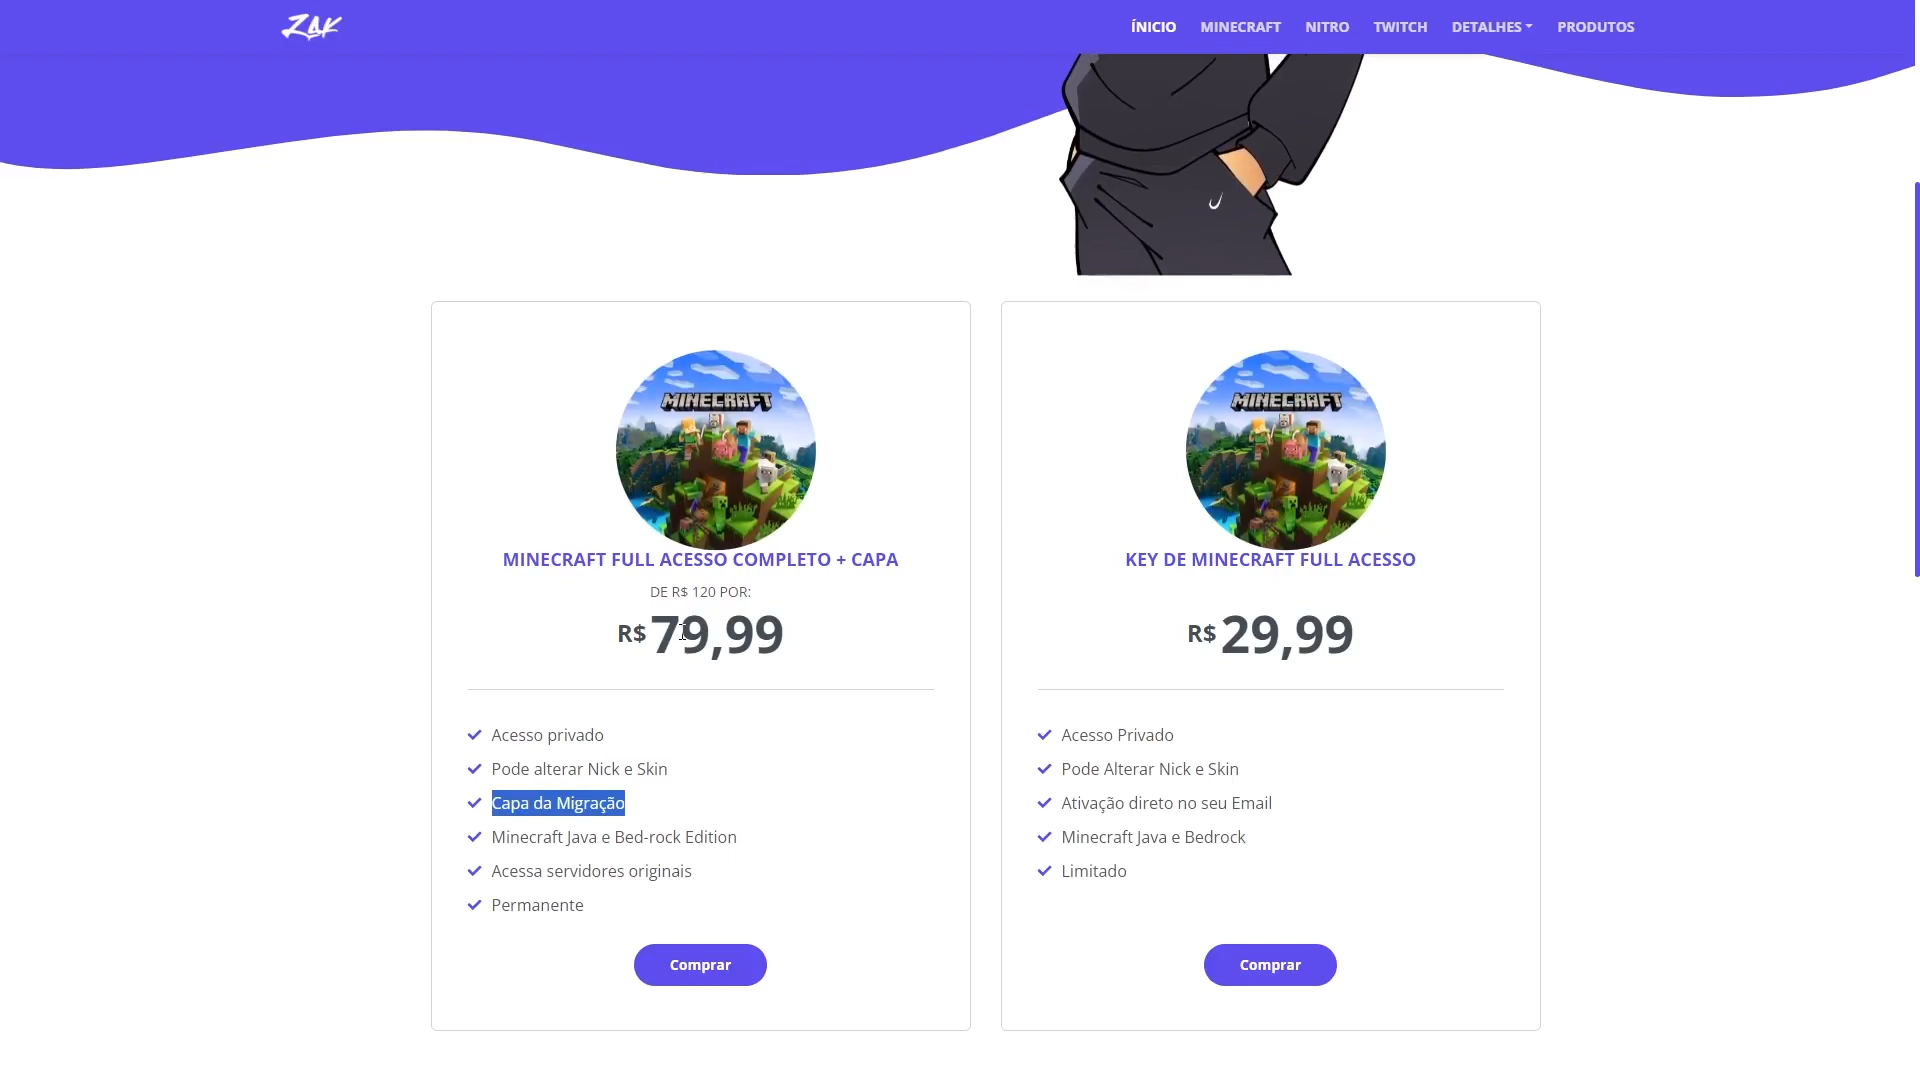 ZAK
ÍNICIO MINECRAFT NITRO TWITCH DETALHES PRODUTOS
MINECRAFT
MINECRAFT FULL ACESSO COMPLETO + CAPA
DE R$ 120 POR:
R$ 79,99
Acesso privado
Pode alterar Nick e Skin
Capa da Migração
Minecraft Java e Bed-rock Edition
Acessa servidores originais
Permanente
Comprar
MINECRAFT
KEY DE MINECRAFT FULL ACESSO
R$ 29,99
Acesso Privado
Pode Alterar Nick e Skin
Ativação direto no seu Email
Minecraft Java e Bedrock
Limitado
Comprar